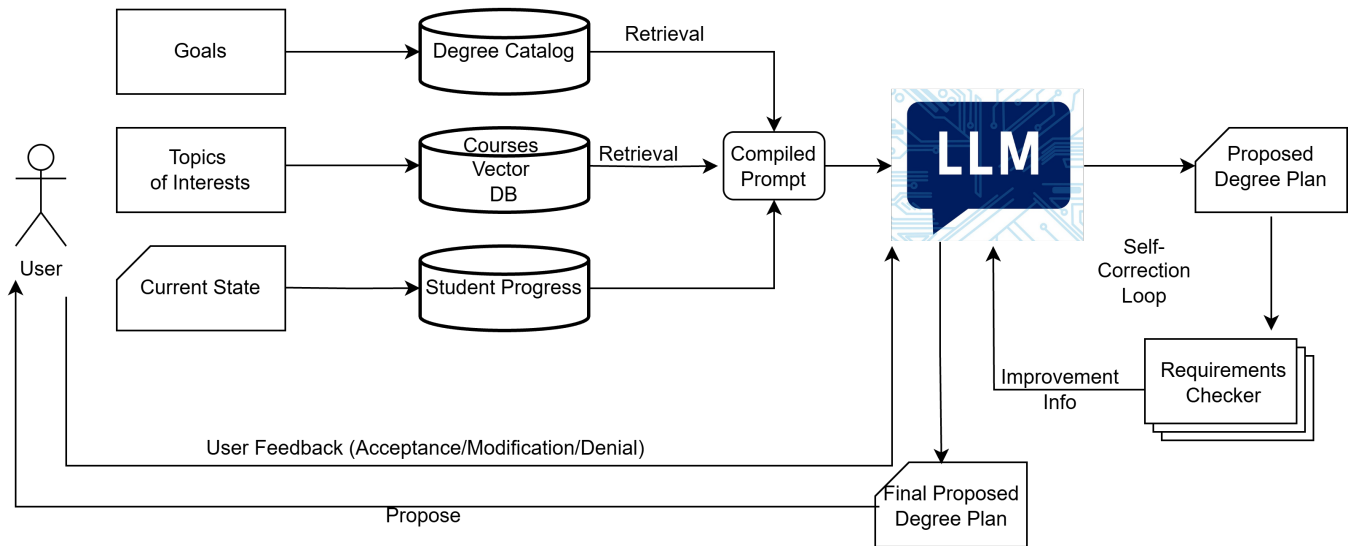 Goals
Degree Catalog
Retrieval
Topics
of Interests
Courses
Vector
DB
Retrieval
Compiled
Prompt
LLM
Proposed
Degree Plan
User
Current State
Student Progress
Self-
Correction
Loop
Requirements
Checker
Improvement
Info
User Feedback (Acceptance/Modification/Denial)
Final Proposed
Degree Plan
Propose